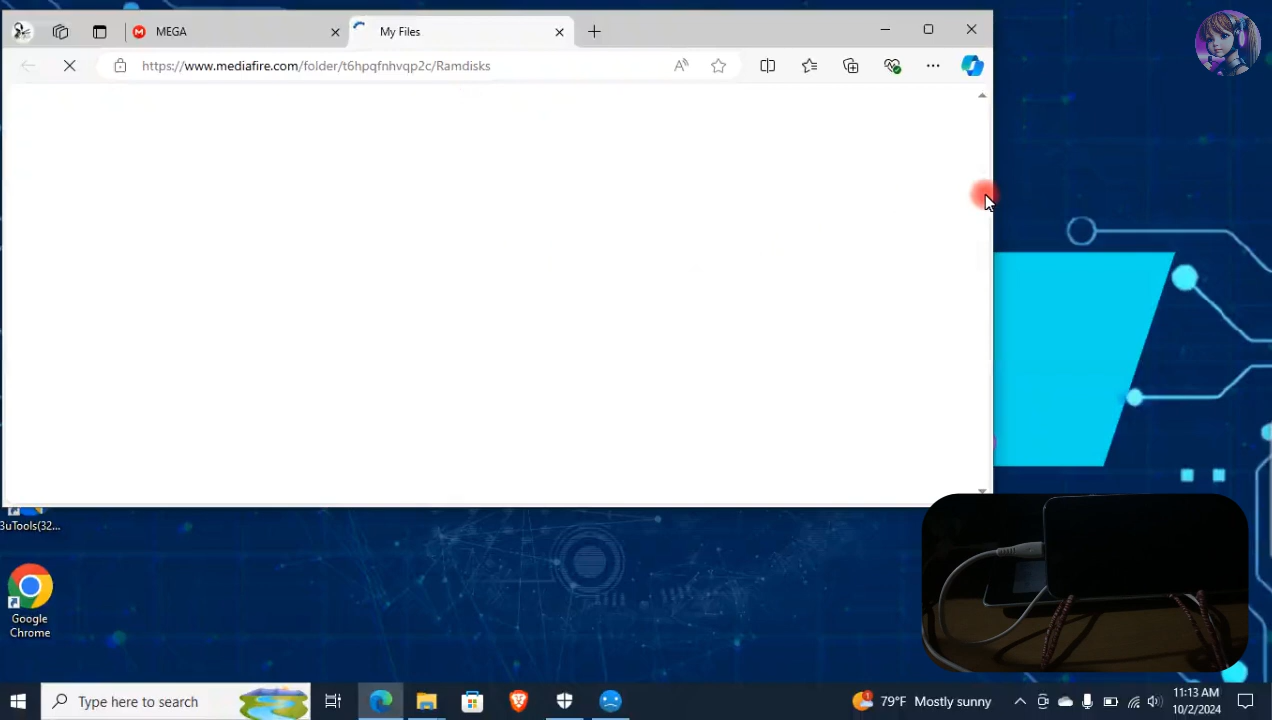 MEGA
My Files
https://www.mediafire.com/folder/t6hpqfnhvqp2c/Ramdisks
3uTools(32...
Google
Chrome
Type here to search
79°F Mostly sunny
11:13 AM
10/2/2024